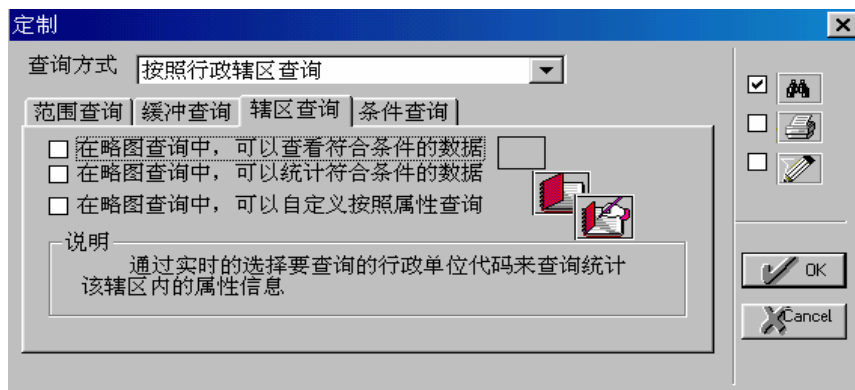 定制
查询方式 按照行政辖区查询
范围查询 缓冲查询 辖区查询 条件查询
在略图查询中，可以查看符合条件的数据
在略图查询中，可以统计符合条件的数据
在略图查询中，可以自定义按照属性查询
说明
通过实时的选择要查询的行政单位代码来查询统计
该辖区内的属性信息
OK
Cancel